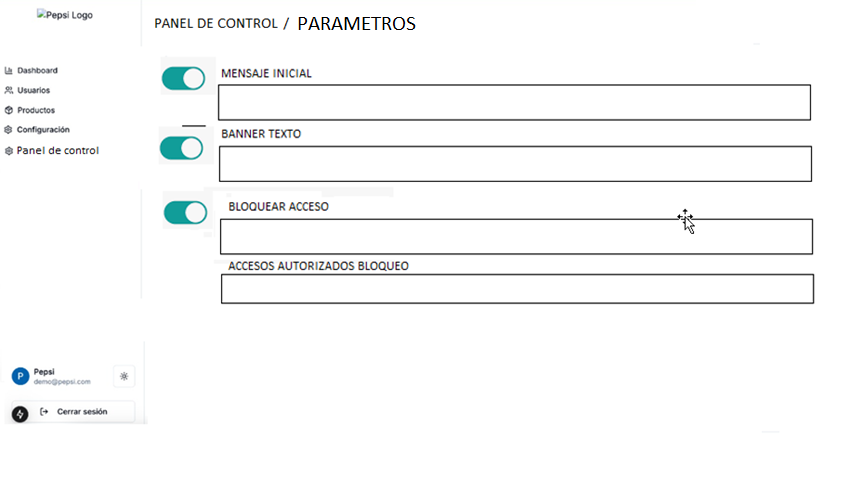 Pepsi Logo
PANEL DE CONTROL / PARAMETROS
Dashboard
Usuarios
Productos
Configuración
Panel de control
MENSAJE INICIAL
BANNER TEXTO
BLOQUEAR ACCESO
ACCESOS AUTORIZADOS BLOQUEO
P
Pepsi
demo@pepsi.com
Cerrar sesión